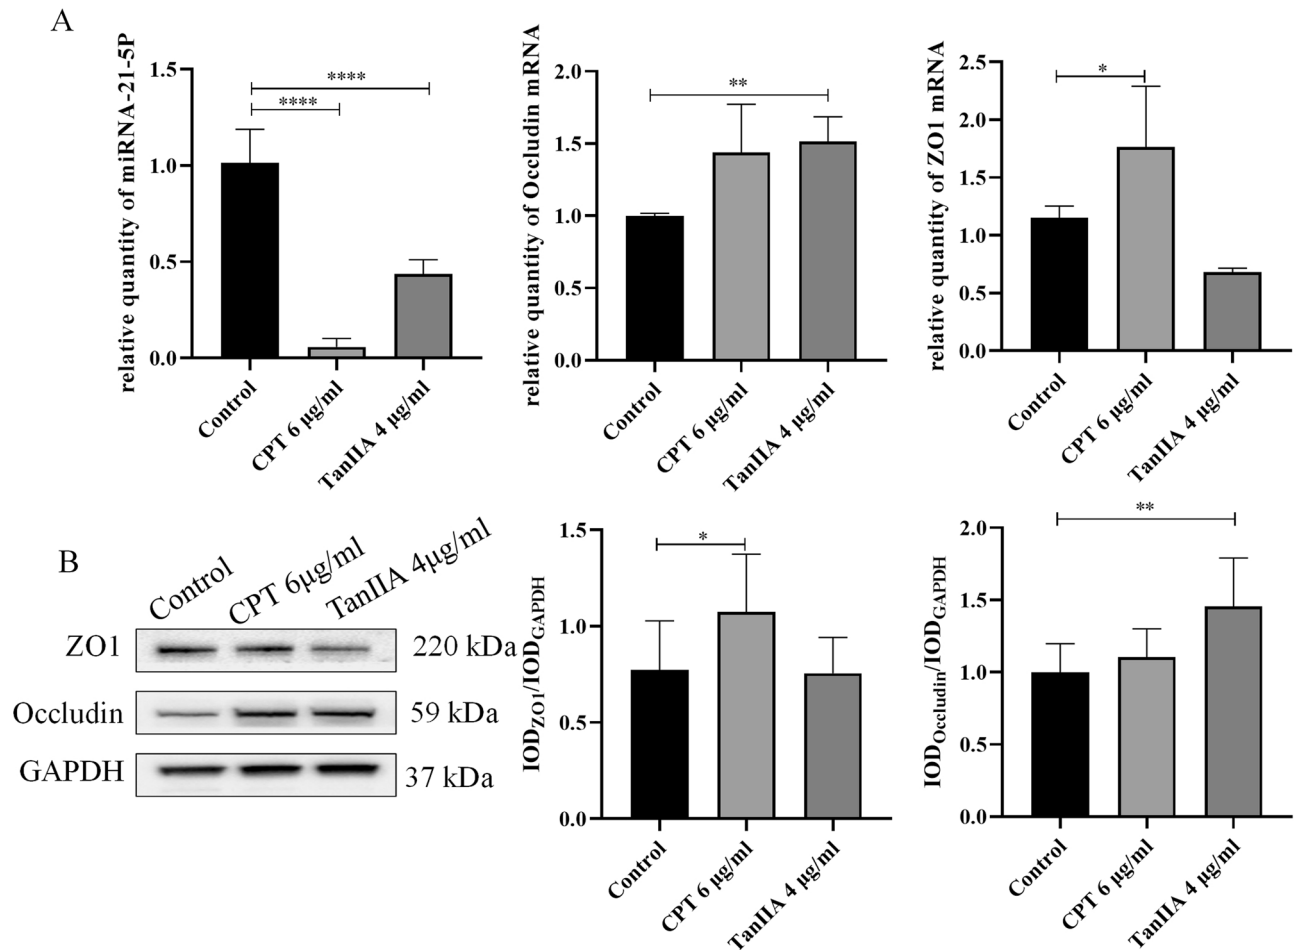 A
relative quantity of miRNA-21-5P
1.5
1.0
0.5
0.0
****
****
Control
CPT 6 μg/ml
TanIIA 4 μg/ml
relative quantity of Occludin mRNA
2.0
1.5
1.0
0.5
0.0
**
Control
CPT 6 μg/ml
TanIIA 4 μg/ml
relative quantity of ZO1 mRNA
2.5
2.0
1.5
1.0
0.5
0.0
*
Control
CPT 6 μg/ml
TanIIA 4 μg/ml
B
Control
CPT 6μg/ml
TanIIA 4μg/ml
ZO1
220 kDa
Occludin
59 kDa
GAPDH
37 kDa
IODZO1/IODGAPDH
1.5
1.0
0.5
0.0
*
Control
CPT 6 μg/ml
TanIIA 4 μg/ml
IODOccludin/IODGAPDH
2.0
1.5
1.0
0.5
0.0
**
Control
CPT 6 μg/ml
TanIIA 4 μg/ml